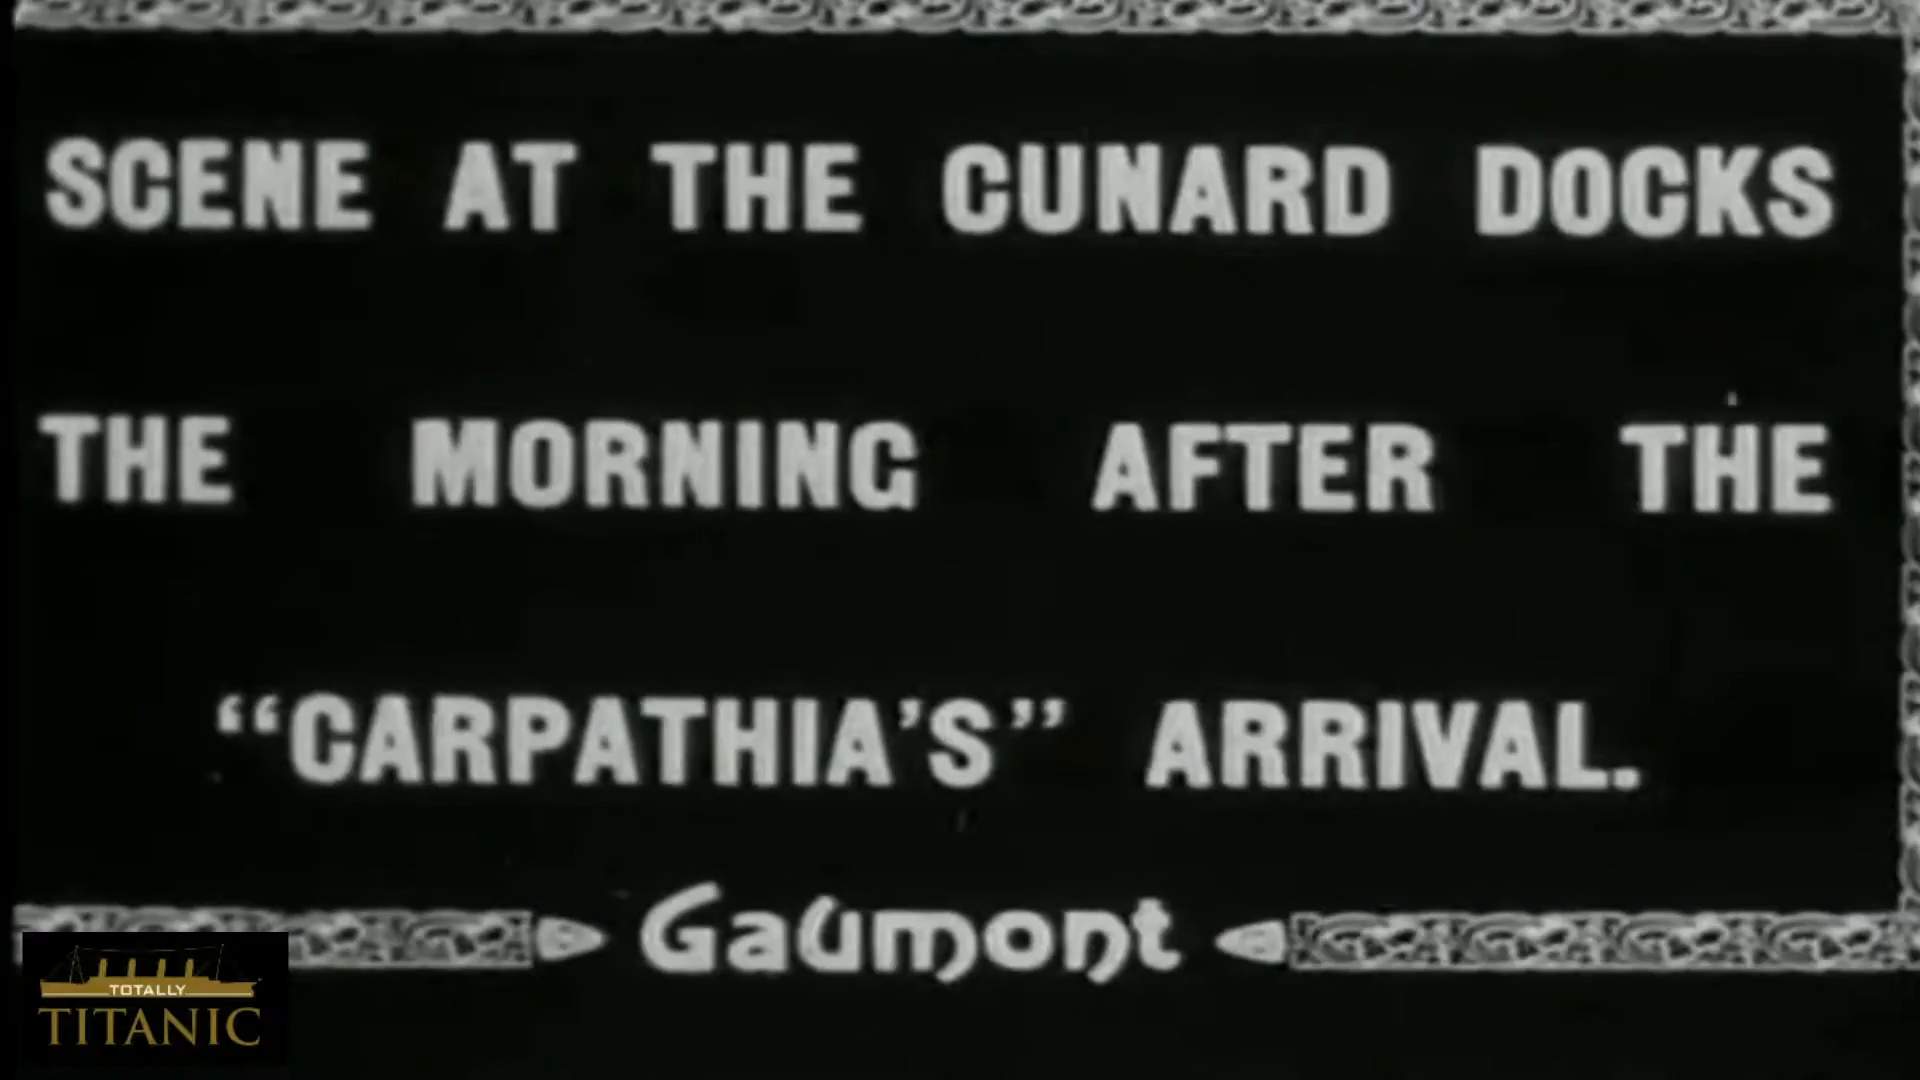 SCENE AT THE CUNARD DOCKS
THE MORNING AFTER THE
“CARPATHIA’S” ARRIVAL.
Gaumont
TOTALLY
TITANIC